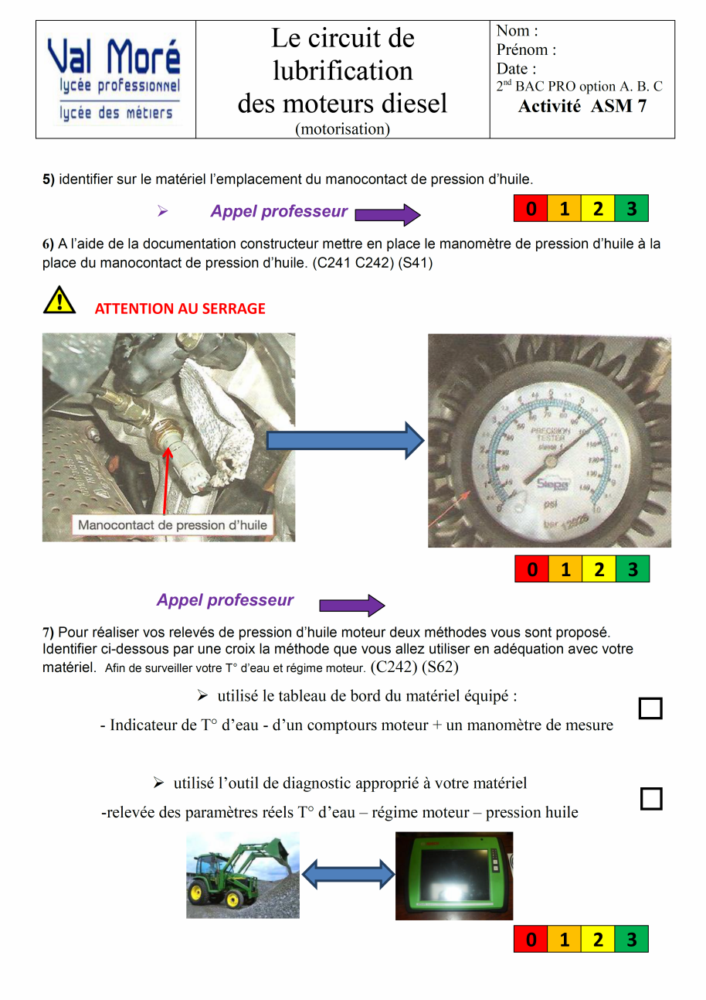 Val Moré
lycée professionnel
lycée des métiers
Le circuit de
lubrification
des moteurs diesel
(motorisation)
Nom :
Prénom :
Date :
2nd BAC PRO option A. B. C
Activité ASM 7
5) identifier sur le matériel l’emplacement du manocontact de pression d’huile.
➢ Appel professeur
0 1 2 3
6) A l’aide de la documentation constructeur mettre en place le manomètre de pression d’huile à la
place du manocontact de pression d’huile. (C241 C242) (S41)
ATTENTION AU SERRAGE
Manocontact de pression d’huile
PRECISION
TESTER
classe 1
psi
bar
0 1 2 3
Appel professeur
7) Pour réaliser vos relevés de pression d’huile moteur deux méthodes vous sont proposé.
Identifier ci-dessous par une croix la méthode que vous allez utiliser en adéquation avec votre
matériel. Afin de surveiller votre T° d’eau et régime moteur. (C242) (S62)
➢ utilisé le tableau de bord du matériel équipé :
- Indicateur de T° d’eau - d’un comptours moteur + un manomètre de mesure
➢ utilisé l’outil de diagnostic approprié à votre matériel
-relevée des paramètres réels T° d’eau – régime moteur – pression huile
0 1 2 3